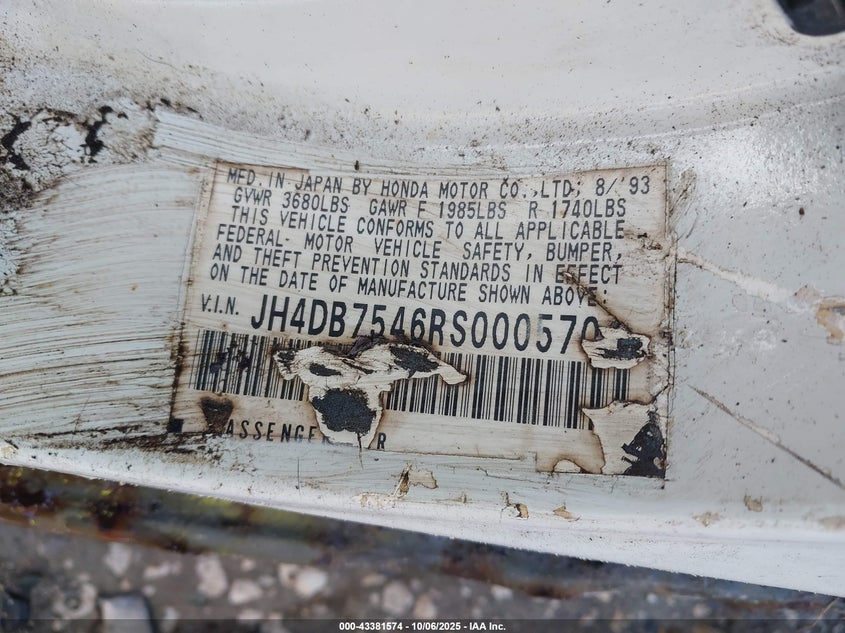 MFD. IN JAPAN BY HONDA MOTOR CO., LTD; 8/'93
GVWR 3680LBS GAWR F 1985LBS R 1740LBS
THIS VEHICLE CONFORMS TO ALL APPLICABLE
FEDERAL MOTOR VEHICLE SAFETY, BUMPER,
AND THEFT PREVENTION STANDARDS IN EFFECT
ON THE DATE OF MANUFACTURE SHOWN ABOVE:
V.I.N. JH4DB7546RS000570
000-43381574 | 10/06/2025 - IAA Inc.